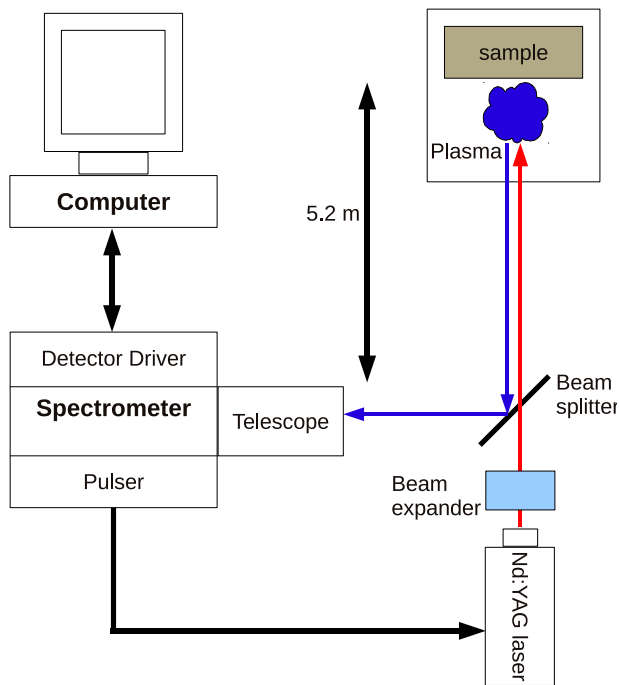 sample
Plasma
5.2 m
Computer
Detector Driver
Spectrometer
Telescope
Pulser
Beam
splitter
Beam
expander
Nd:YAG laser